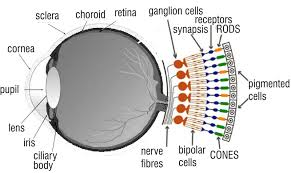 sclera
choroid
retina
ganglion cells
synapsis
receptors
RODS
cornea
pupil
lens
iris
ciliary
body
nerve
fibres
bipolar
cells
CONES
pigmented
cells